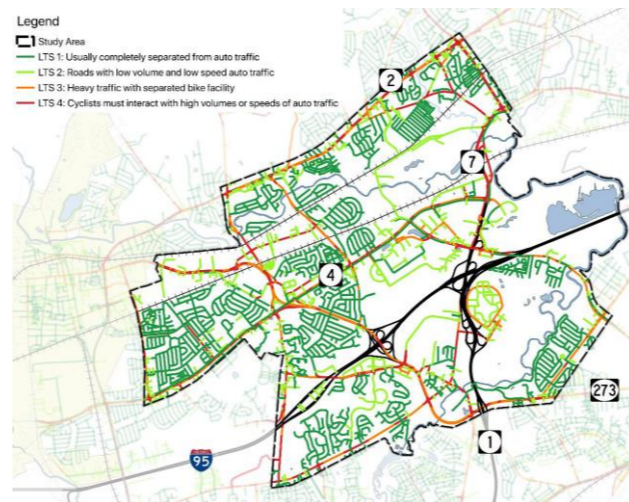 Legend
Study Area
LTS 1: Usually completely separated from auto traffic
LTS 2: Roads with low volume and low speed auto traffic
LTS 3: Heavy traffic with separated bike facility
LTS 4: Cyclists must interact with high volumes or speeds of auto traffic
2
7
4
273
1
95